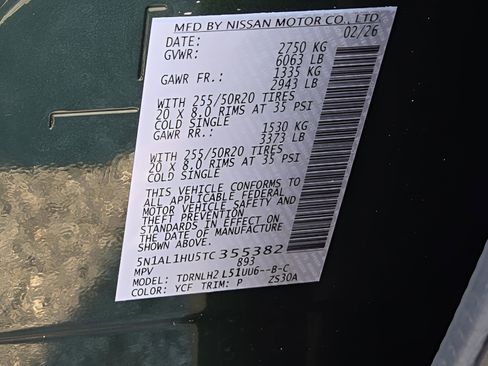 MFD BY NISSAN MOTOR CO., LTD
DATE: 02/26
GVWR: 2750 KG
6063 LB
GAWR FR.: 1335 KG
2943 LB
WITH 255/50R20 TIRES
20 X 8.0 RIMS AT 35 PSI
COLD SINGLE
GAWR RR.: 1530 KG
3373 LB
WITH 255/50R20 TIRES
20 X 8.0 RIMS AT 35 PSI
COLD SINGLE
THIS VEHICLE CONFORMS TO
ALL APPLICABLE FEDERAL
MOTOR VEHICLE SAFETY AND
THEFT PREVENTION
STANDARDS IN EFFECT ON
THE DATE OF MANUFACTURE
SHOWN ABOVE.
5N1AL1HU5TC355382
MPV 893
MODEL: TDRNLH2 L51UU6--B-C
COLOR: YCF TRIM: P ZS30A